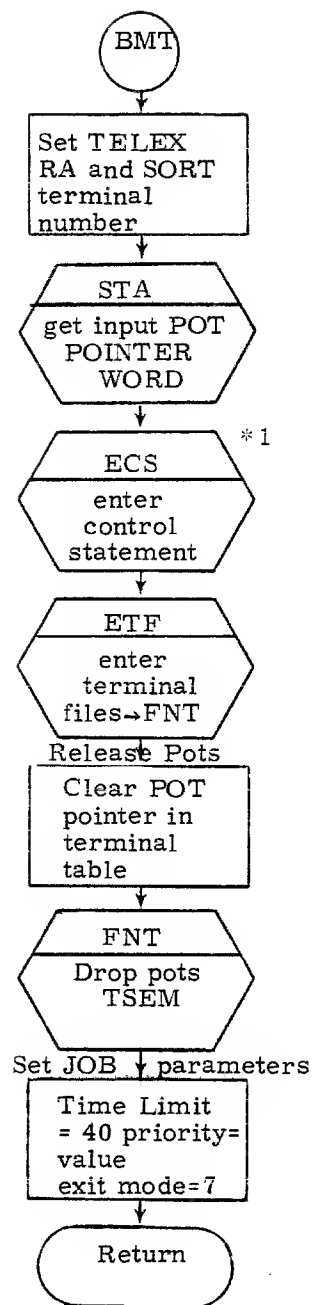 BMT
Set TELEX
RA and SORT
terminal
number
STA
get input POT
POINTER
WORD
*1
ECS
enter
control
statement
ETF
enter
terminal
files→FNT
Release Pots
Clear POT
pointer in
terminal
table
FNT
Drop pots
TSEM
Set JOB parameters
Time Limit
= 40 priority=
value
exit mode=7
Return